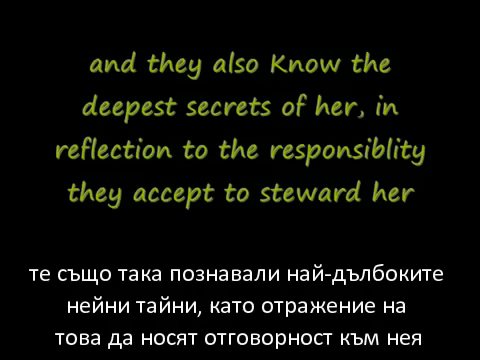 and they also Know the
deepest secrets of her, in
reflection to the responsiblity
they accept to steward her
те също така познавали най-дълбоките
нейни тайни, като отражение на
това да носят отговорност към нея